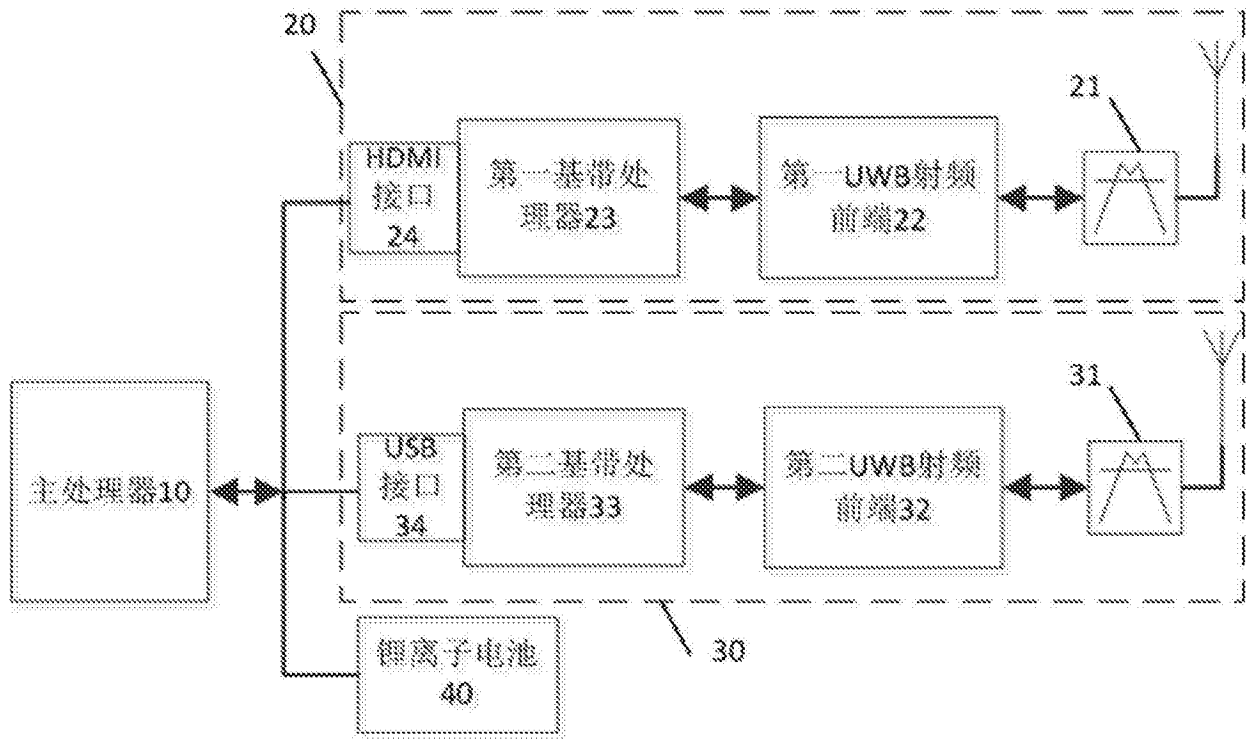 20
21
HDMI
接口
24
第一基带处
理器23
第一UWB射频
前端22
31
主处理器10
USB
接口
34
第二基带处
理器33
第二UWB射频
前端32
30
锂离子电池
40